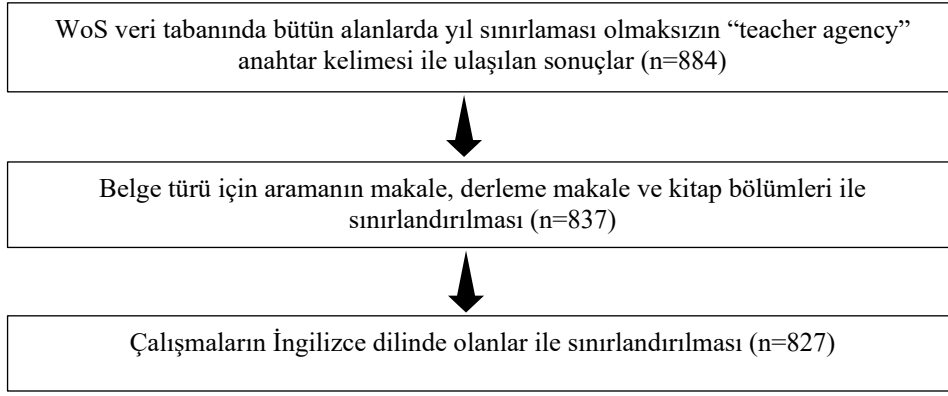 WoS veri tabanında bütün alanlarda yıl sınırlaması olmaksızın “teacher agency”
anahtar kelimesi ile ulaşılan sonuçlar (n=884)
Belge türü için aramanın makale, derleme makale ve kitap bölümleri ile
sınırlandırılması (n=837)
Çalışmaların İngilizce dilinde olanlar ile sınırlandırılması (n=827)